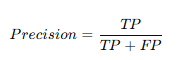 Precision = TP / (TP + FP)